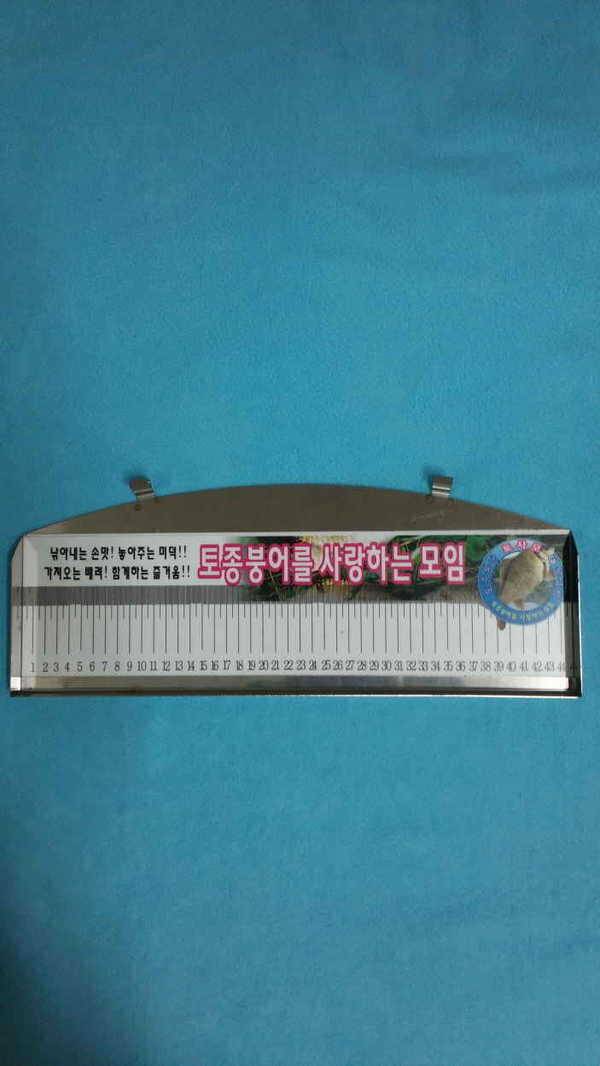 낚아내는 손맛! 놓아주는 미덕!!
가져오는 배려! 함께하는 즐거움!!
토종붕어를 사랑하는 모임
토사모
1 2 3 4 5 6 7 8 9 10 11 12 13 14 15 16 17 18 19 20 21 22 23 24 25 26 27 28 29 30 31 32 33 34 35 36 37 38 39 40 41 42 43 44